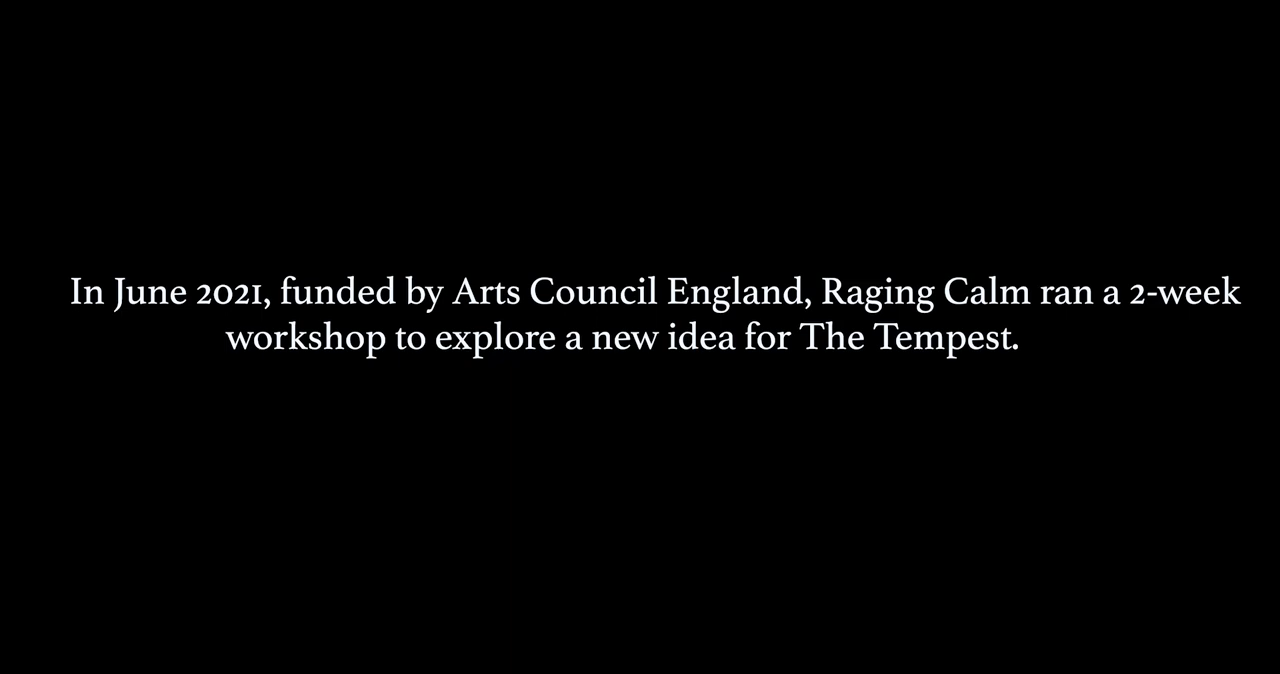 In June 2021, funded by Arts Council England, Raging Calm ran a 2-week
workshop to explore a new idea for The Tempest.